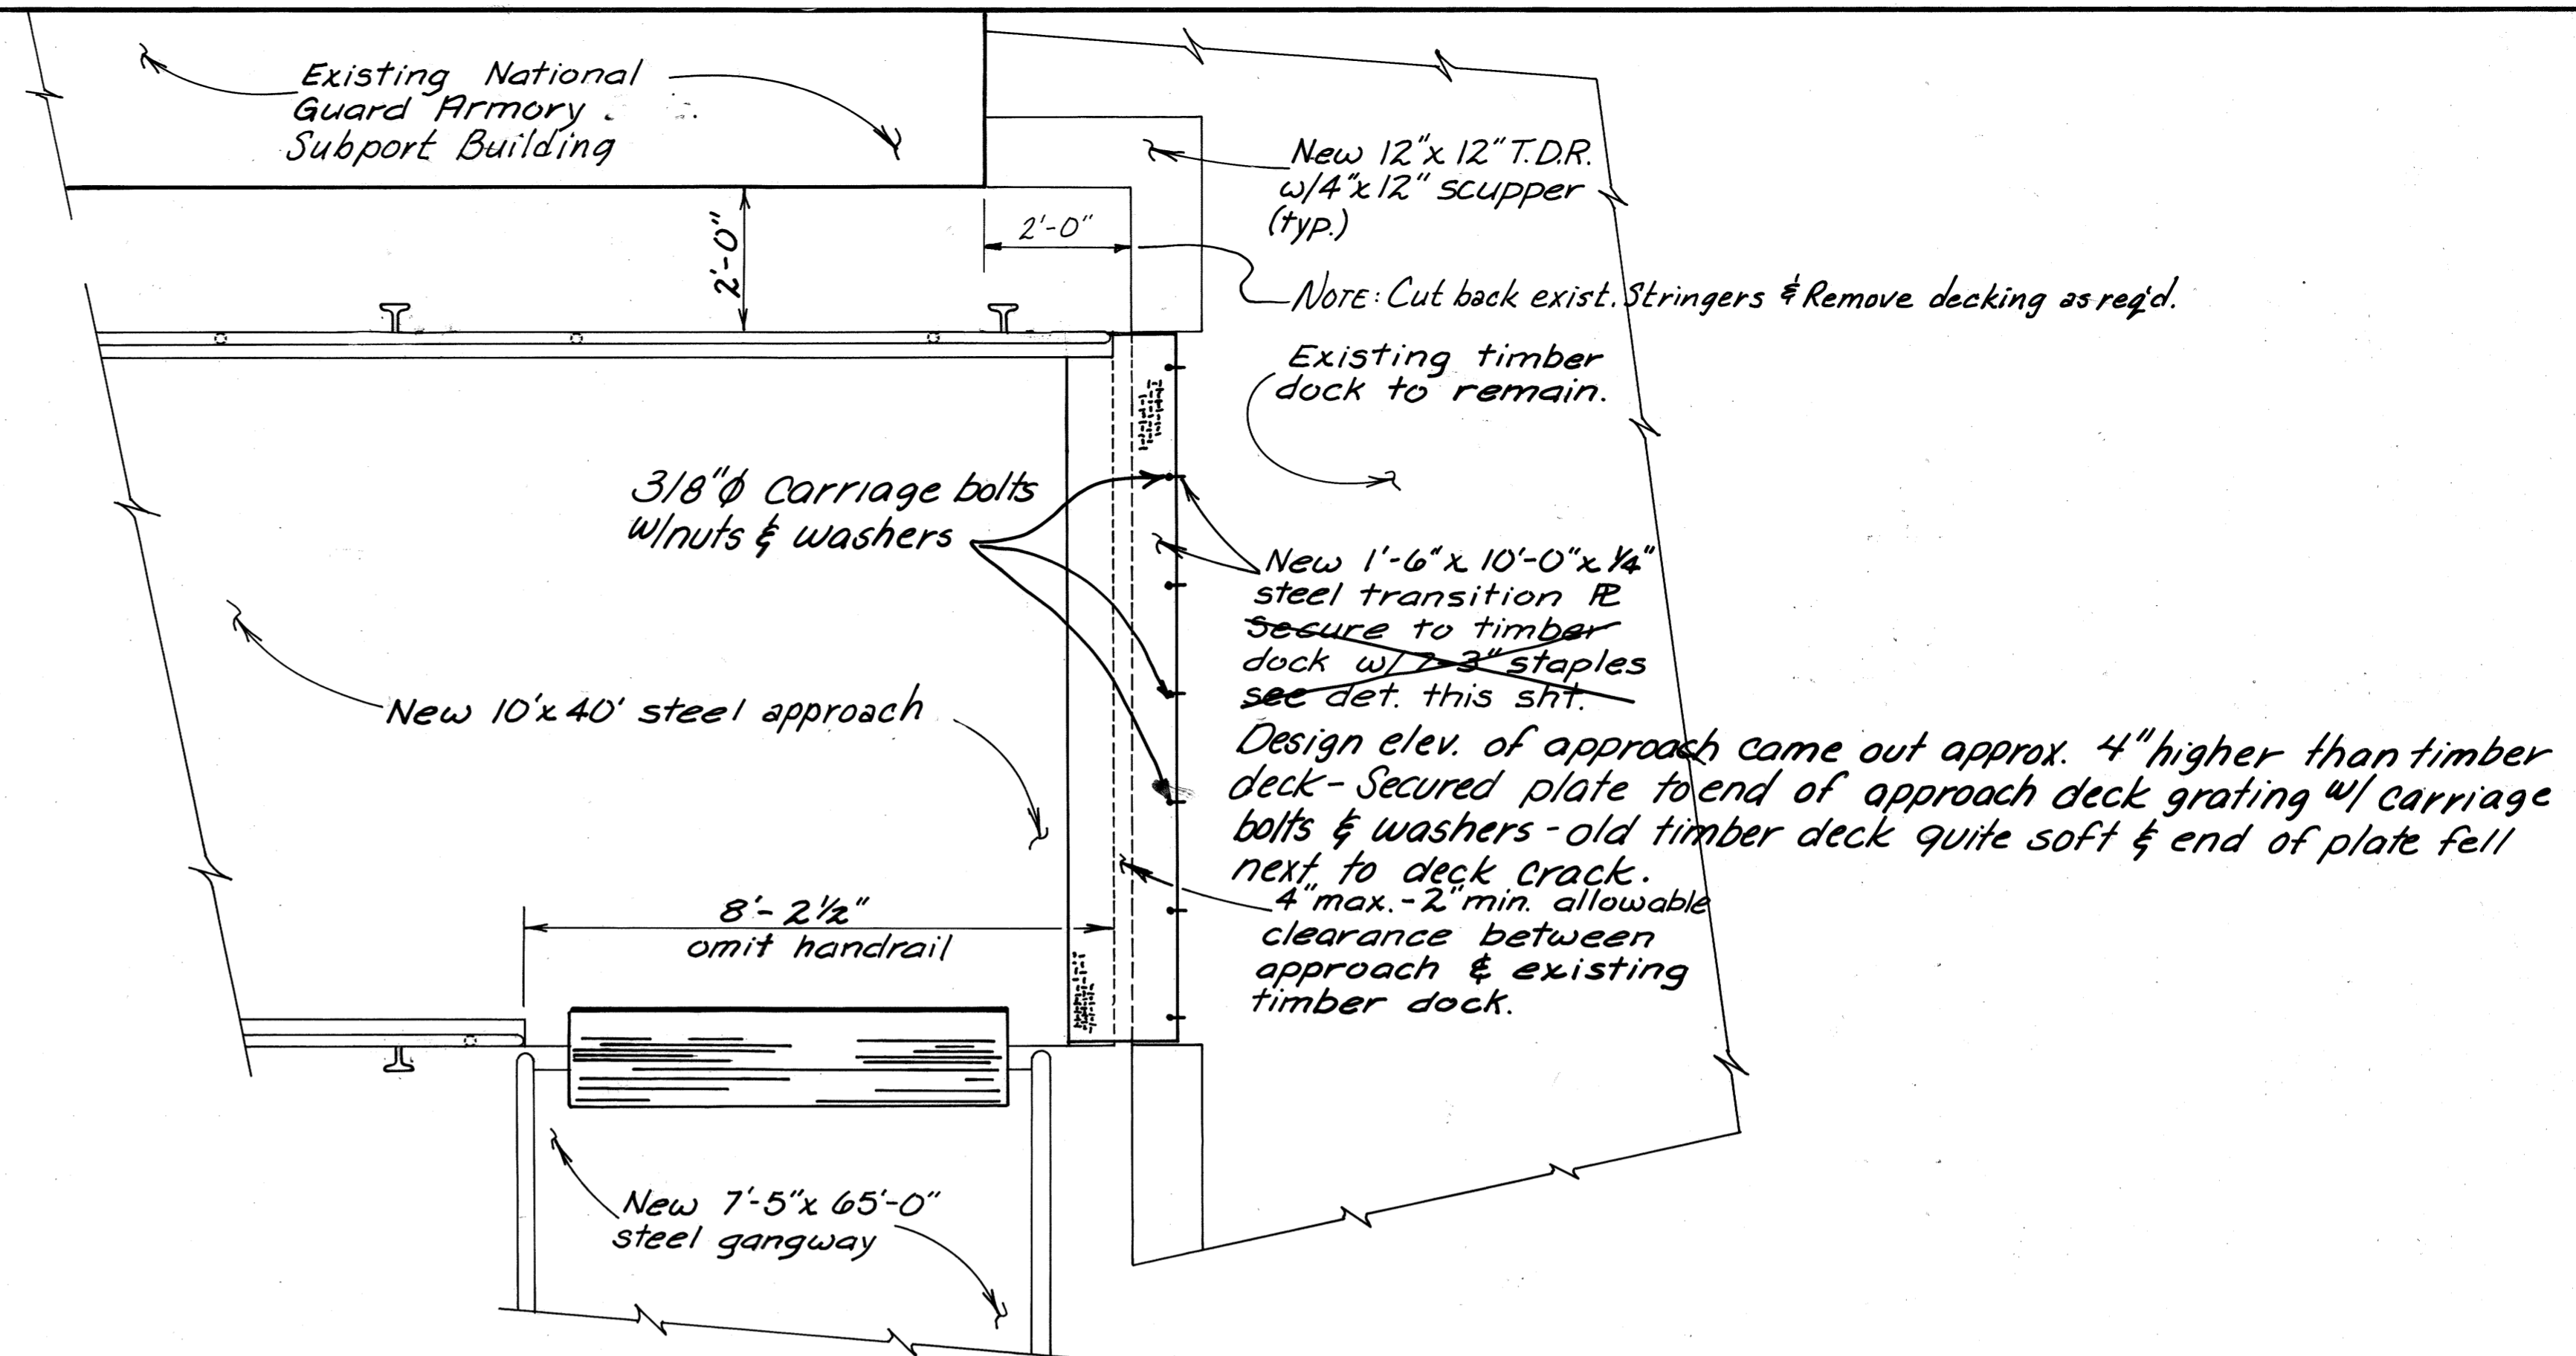 Existing National
Guard Armory
Subport Building
2'-0"
2'-0"
New 12"x 12" T.D.R.
w/4"x12" scupper
(typ.)
NOTE: Cut back exist. Stringers & Remove decking as req'd.
Existing timber
dock to remain.
3/8"ϕ Carriage bolts
w/nuts & washers
New 1'-6"x 10'-0"x 1/4"
steel transition PL
Secure to timber
dock w/ 7-3" staples
see det. this sht.
New 10'x40' steel approach
Design elev. of approach came out approx. 4" higher than timber
deck - Secured plate to end of approach deck grating w/ carriage
bolts & washers - old timber deck quite soft & end of plate fell
next to deck crack.
4"max.-2"min. allowable
clearance between
approach & existing
timber dock.
8'-2½"
omit handrail
New 7'-5"x 65'-0"
steel gangway